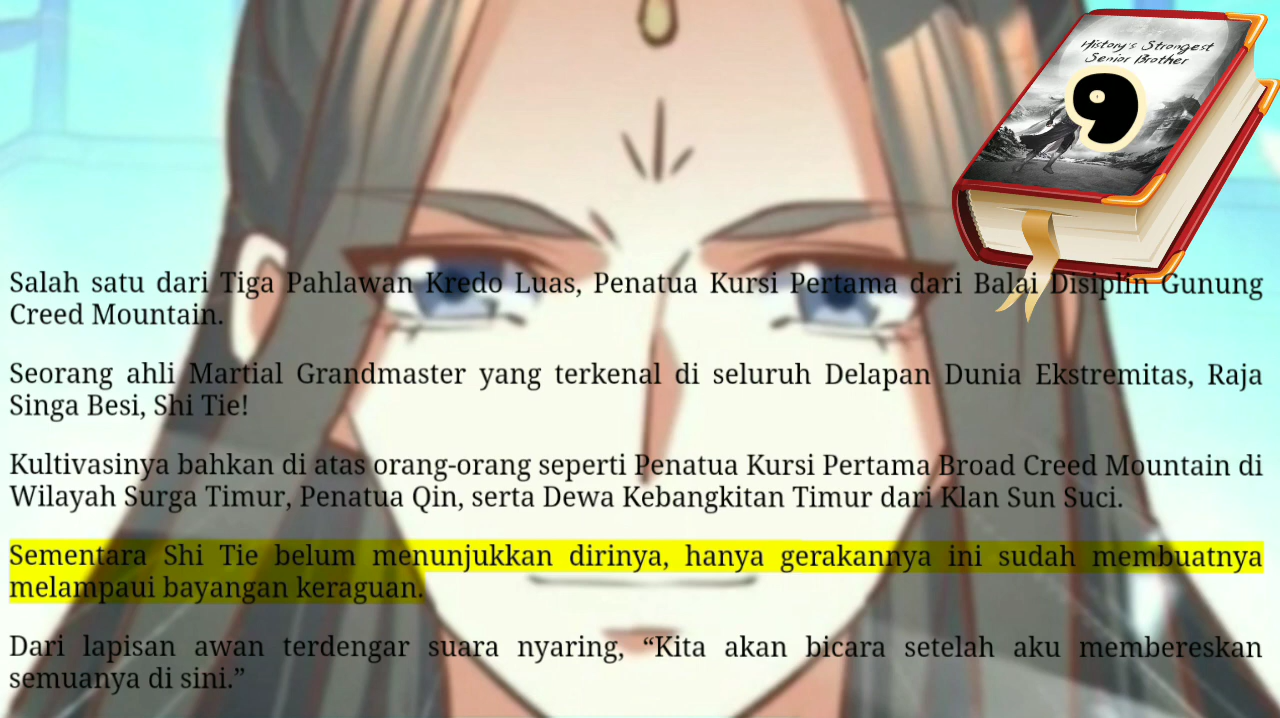 History's Strongest
Senior Brother
9
Salah satu dari Tiga Pahlawan Kredo Luas, Penatua Kursi Pertama dari Balai Disiplin Gunung
Creed Mountain.
Seorang ahli Martial Grandmaster yang terkenal di seluruh Delapan Dunia Ekstremitas, Raja
Singa Besi, Shi Tie!
Kultivasinya bahkan di atas orang-orang seperti Penatua Kursi Pertama Broad Creed Mountain di
Wilayah Surga Timur, Penatua Qin, serta Dewa Kebangkitan Timur dari Klan Sun Suci.
Sementara Shi Tie belum menunjukkan dirinya, hanya gerakannya ini sudah membuatnya
melampaui bayangan keraguan.
Dari lapisan awan terdengar suara nyaring, “Kita akan bicara setelah aku membereskan
semuanya di sini.”